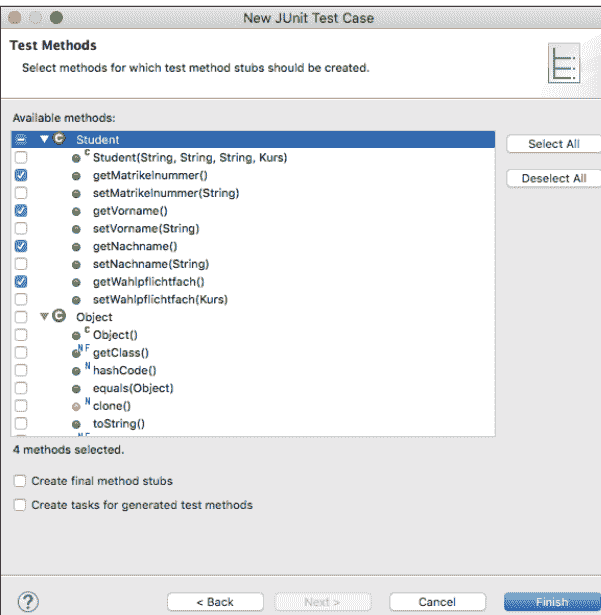 New JUnit Test Case
Test Methods
Select methods for which test method stubs should be created.
Available methods:
C Student
C Student(String, String, String, Kurs)
getMatrikelnummer()
setMatrikelnummer(String)
getVorname()
setVorname(String)
getNachname()
setNachname(String)
getWahlpflichtfach()
setWahlpflichtfach(Kurs)
C Object
C Object()
N F getClass()
N hashCode()
equals(Object)
N clone()
toString()
N F
Select All
Deselect All
4 methods selected.
Create final method stubs
Create tasks for generated test methods
?
< Back
Next >
Cancel
Finish